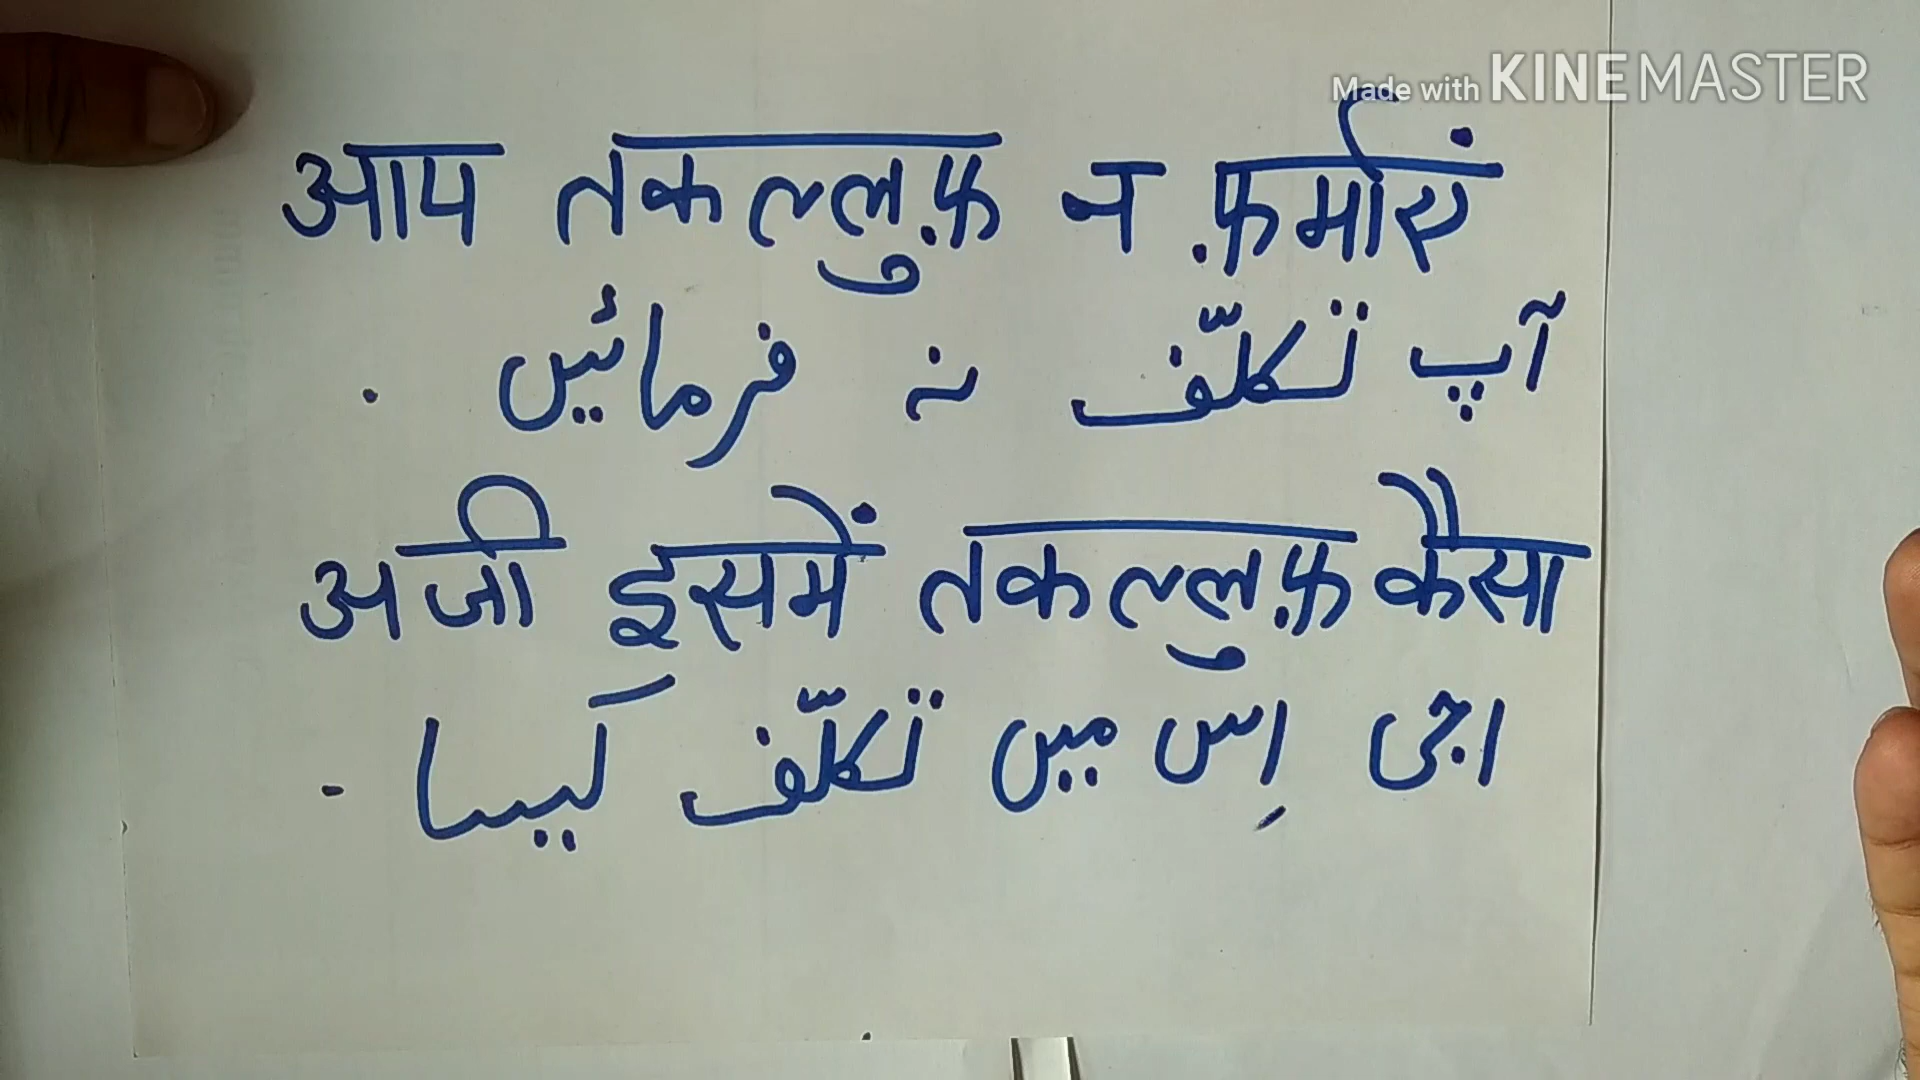 Made with KINEMASTER
आप तकल्लुफ़ न फ़र्माएं
آپ تکلّف نہ فرمائیں ۔
अजी इसमें तकल्लुफ़ कैसा
اجی اِس میں تکلّف کیسا ۔